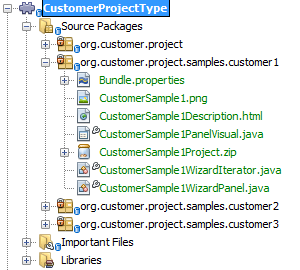 CustomerProjectType
Source Packages
org.customer.project
org.customer.project.samples.customer1
Bundle.properties
CustomerSample1.png
CustomerSample1Description.html
CustomerSample1PanelVisual.java
CustomerSample1Project.zip
CustomerSample1WizardIterator.java
CustomerSample1WizardPanel.java
org.customer.project.samples.customer2
org.customer.project.samples.customer3
Important Files
Libraries